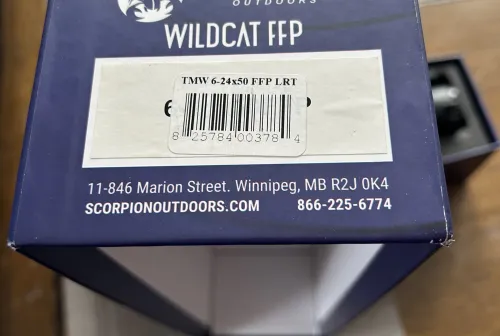 OUTDOORS
WILDCAT FFP
TMW 6-24x50 FFP LRT
8 25784 00378 4
11-846 Marion Street. Winnipeg, MB R2J 0K4
SCORPIONOUTDOORS.COM 866-225-6774